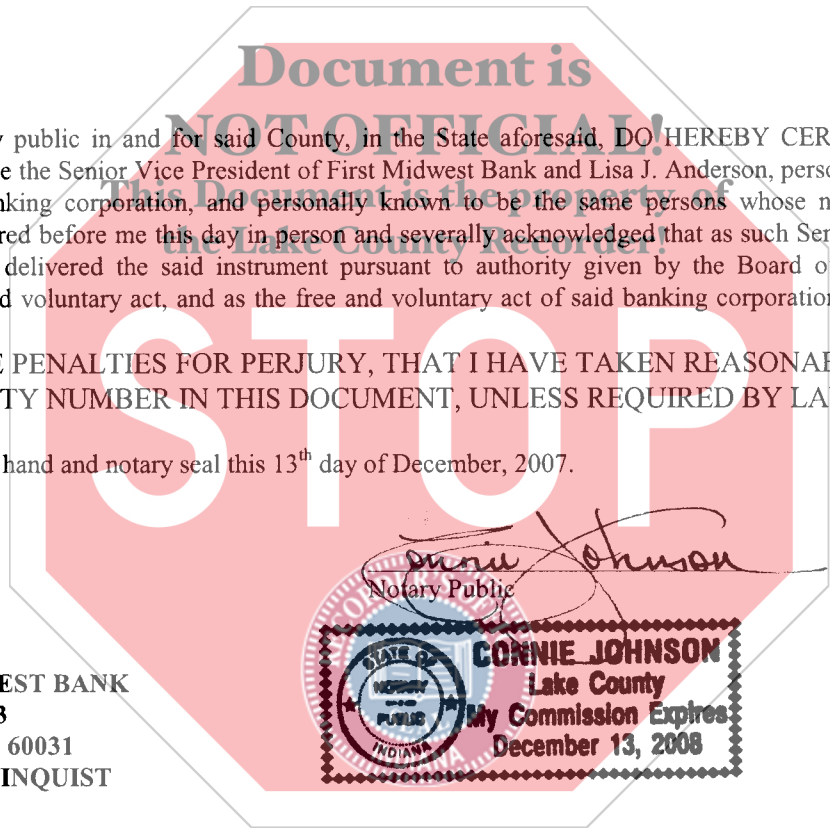 Document is
NOT OFFICIAL!
This Document is the property of
the Lake County Recorder!
STOP
public in and for said County, in the State aforesaid, DO HEREBY CER
the Senior Vice President of First Midwest Bank and Lisa J. Anderson, perso
nking corporation, and personally known to be the same persons whose n
red before me this day in person and severally acknowledged that as such Sen
delivered the said instrument pursuant to authority given by the Board o
d voluntary act, and as the free and voluntary act of said banking corporation
E PENALTIES FOR PERJURY, THAT I HAVE TAKEN REASONAB
TY NUMBER IN THIS DOCUMENT, UNLESS REQUIRED BY LA
hand and notary seal this 13th day of December, 2007.
Connie Johnson
Notary Public
CONNIE JOHNSON
Lake County
My Commission Expires
December 13, 2008
STATE OF
NOTARY
PUBLIC
INDIANA
EST BANK
3
60031
INQUIST